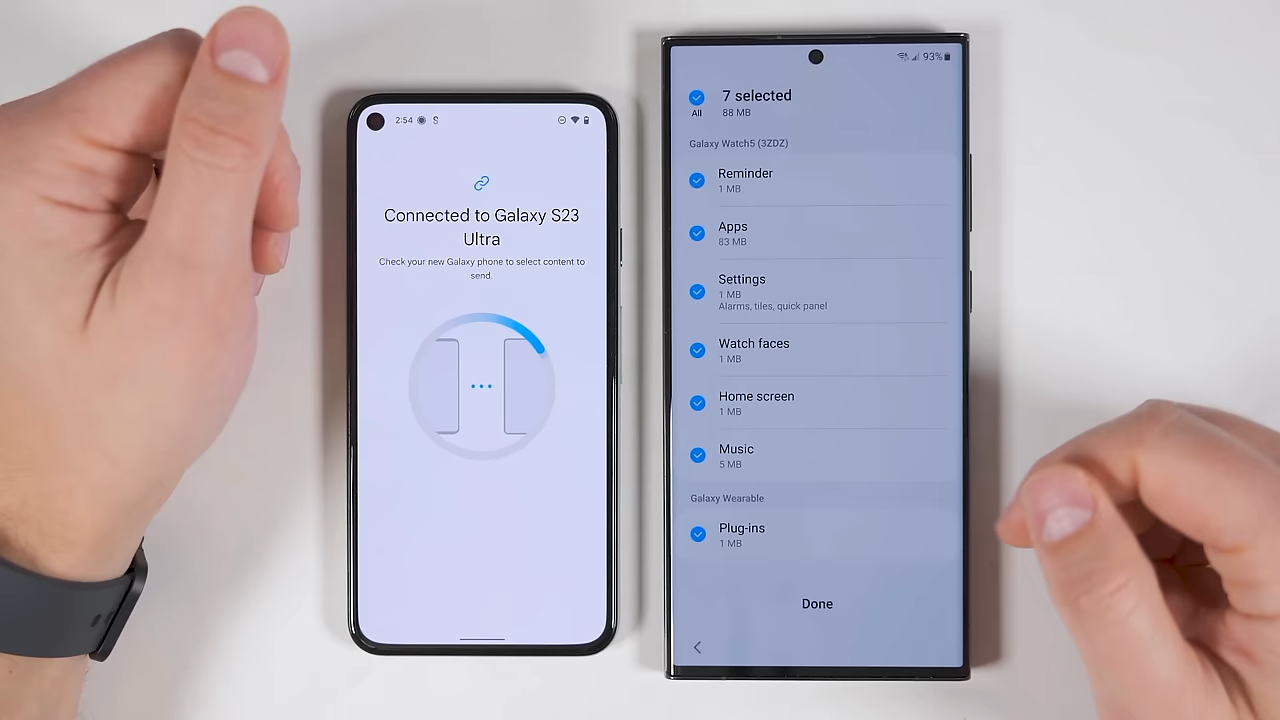 2:54
Connected to Galaxy S23
Ultra
Check your new Galaxy phone to select content to
send.
93%
7 selected
All
88 MB
Galaxy Watch5 (3ZDZ)
Reminder
1 MB
Apps
83 MB
Settings
1 MB
Alarms, tiles, quick panel
Watch faces
1 MB
Home screen
1 MB
Music
5 MB
Galaxy Wearable
Plug-ins
1 MB
Done